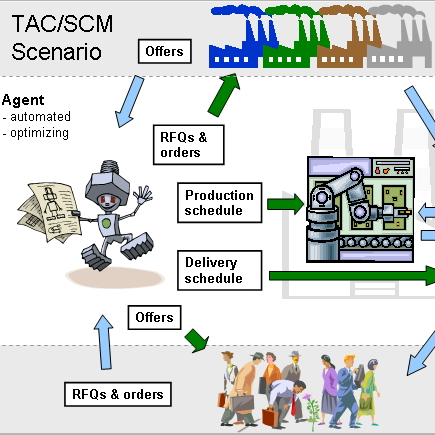 TAC/SCM
Scenario
Offers
Agent
- automated
- optimizing
RFQs &
orders
Production
schedule
Delivery
schedule
Offers
RFQs & orders